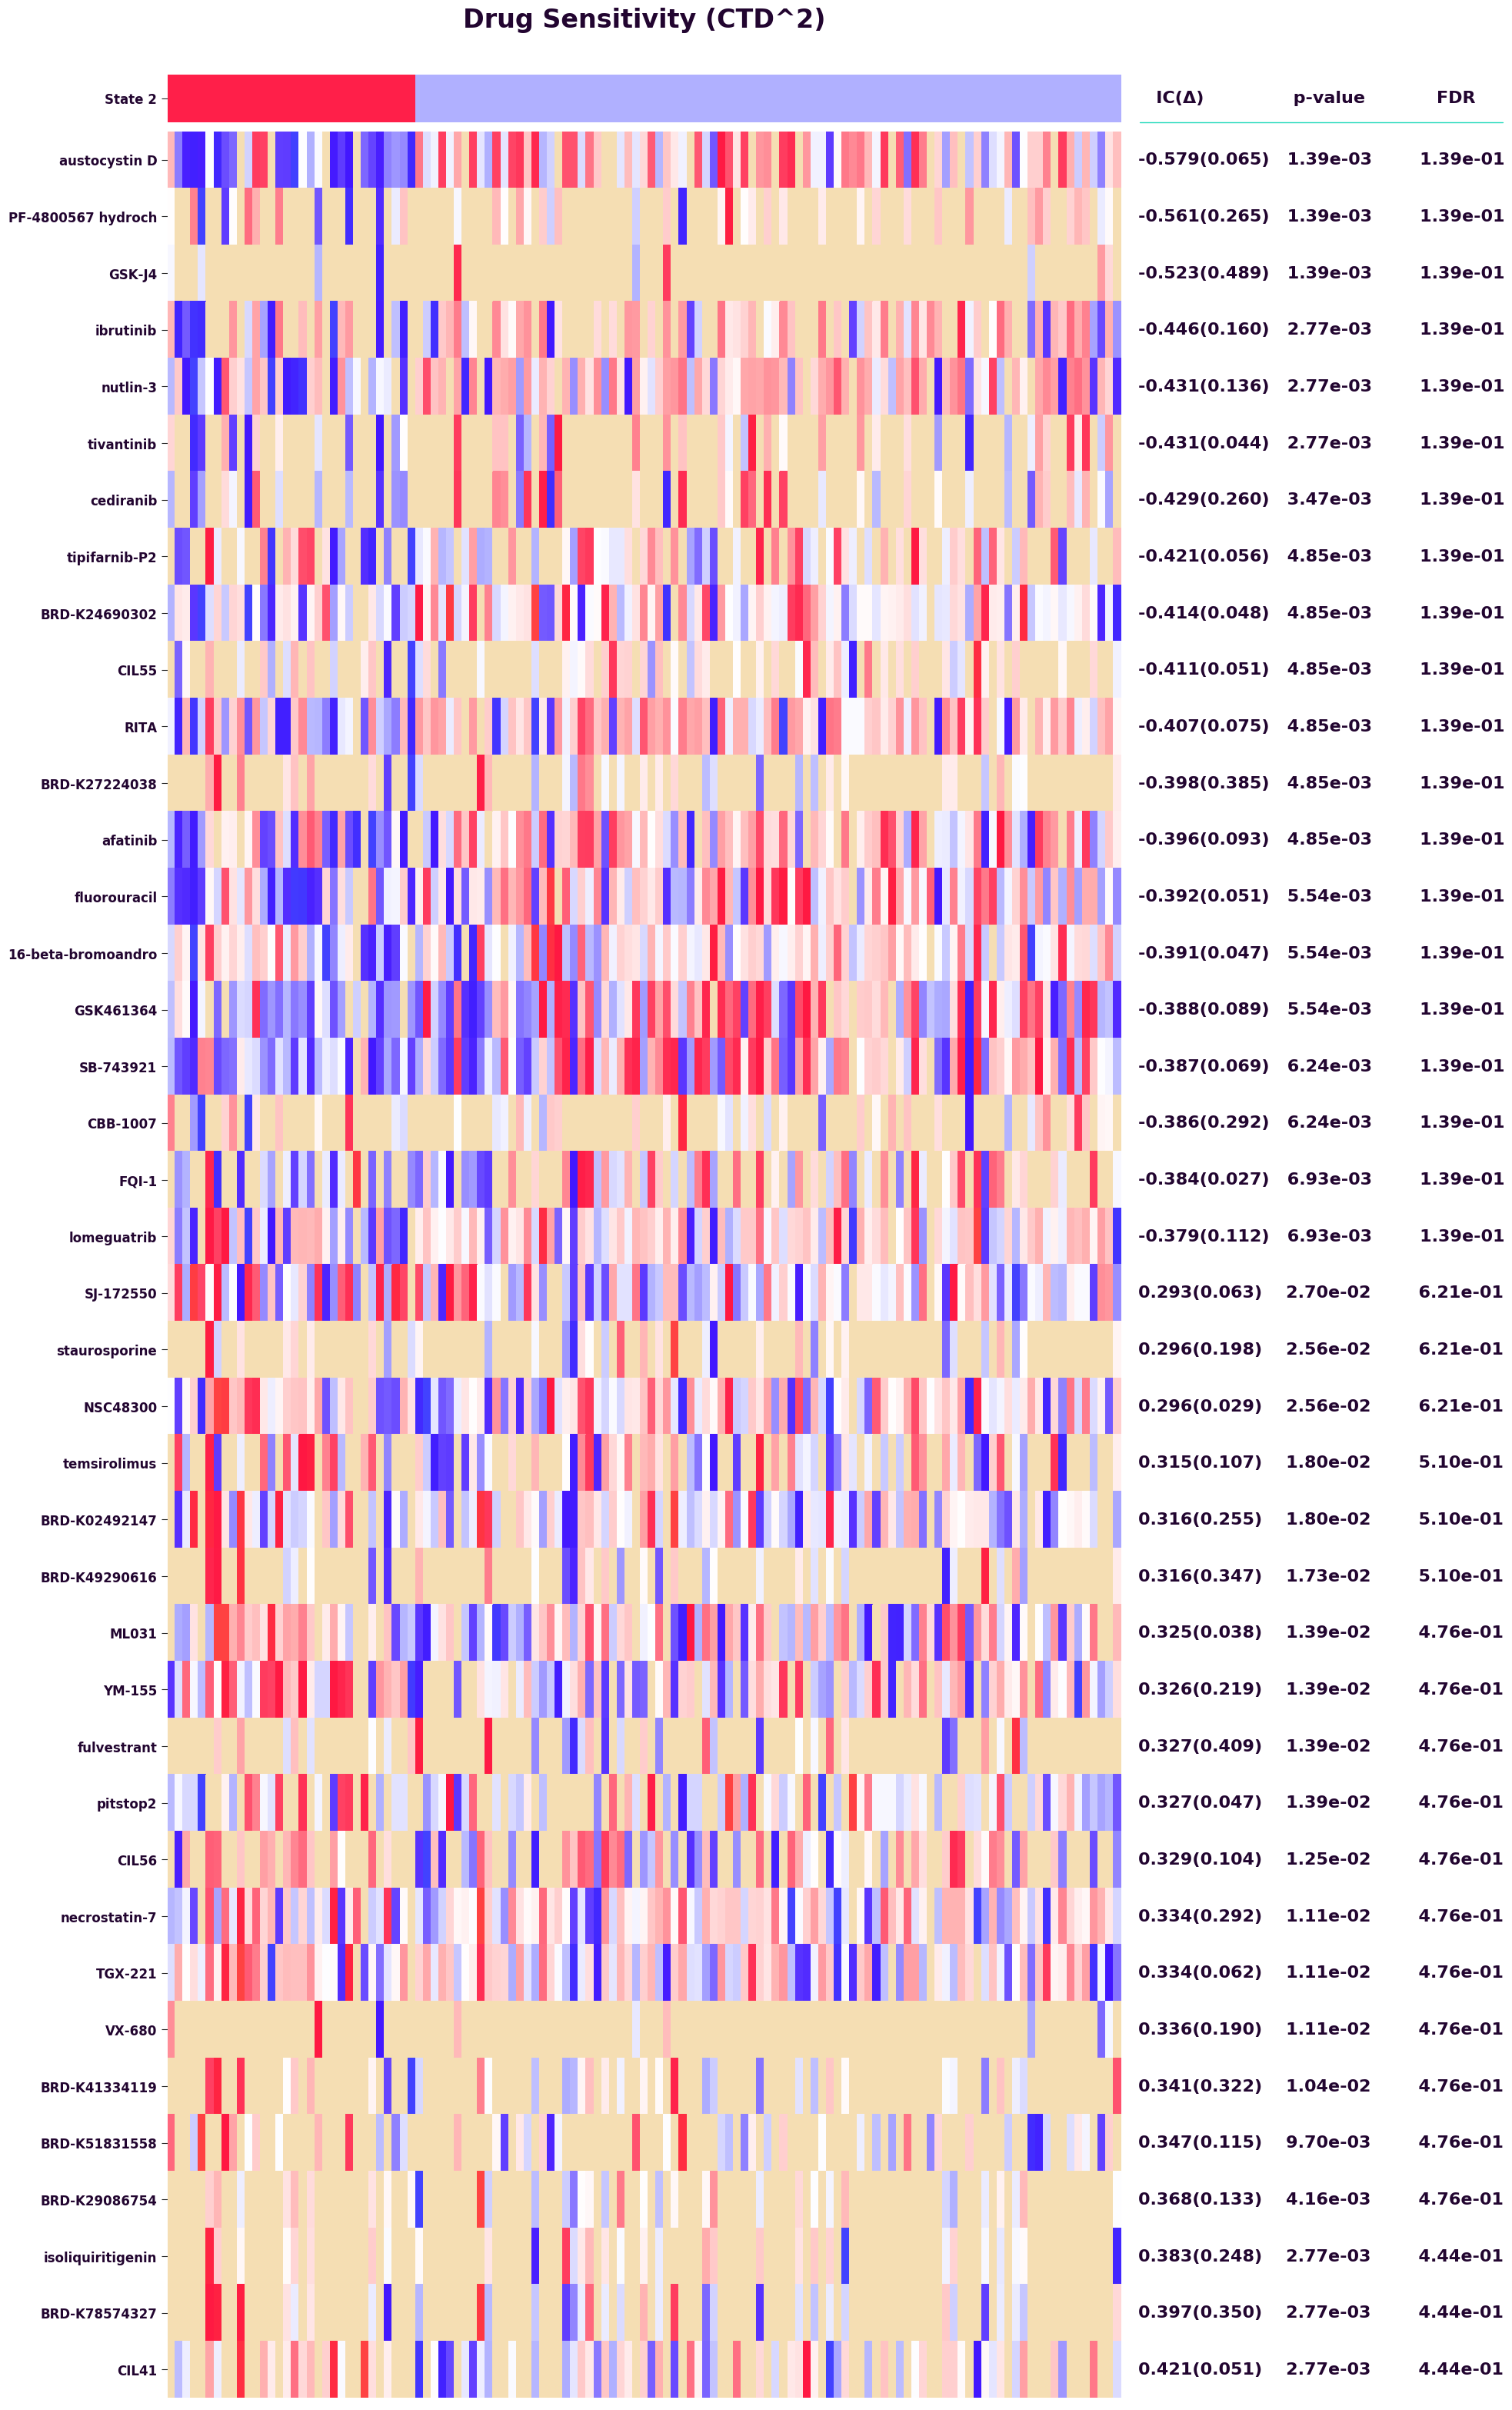 Drug Sensitivity (CTD^2)
State 2 IC(Δ) p-value FDR
austocystin D -0.579(0.065) 1.39e-03 1.39e-01
PF-4800567 hydroch -0.561(0.265) 1.39e-03 1.39e-01
GSK-J4 -0.523(0.489) 1.39e-03 1.39e-01
ibrutinib -0.446(0.160) 2.77e-03 1.39e-01
nutlin-3 -0.431(0.136) 2.77e-03 1.39e-01
tivantinib -0.431(0.044) 2.77e-03 1.39e-01
cediranib -0.429(0.260) 3.47e-03 1.39e-01
tipifarnib-P2 -0.421(0.056) 4.85e-03 1.39e-01
BRD-K24690302 -0.414(0.048) 4.85e-03 1.39e-01
CIL55 -0.411(0.051) 4.85e-03 1.39e-01
RITA -0.407(0.075) 4.85e-03 1.39e-01
BRD-K27224038 -0.398(0.385) 4.85e-03 1.39e-01
afatinib -0.396(0.093) 4.85e-03 1.39e-01
fluorouracil -0.392(0.051) 5.54e-03 1.39e-01
16-beta-bromoandro -0.391(0.047) 5.54e-03 1.39e-01
GSK461364 -0.388(0.089) 5.54e-03 1.39e-01
SB-743921 -0.387(0.069) 6.24e-03 1.39e-01
CBB-1007 -0.386(0.292) 6.24e-03 1.39e-01
FQI-1 -0.384(0.027) 6.93e-03 1.39e-01
lomeguatrib -0.379(0.112) 6.93e-03 1.39e-01
SJ-172550 0.293(0.063) 2.70e-02 6.21e-01
staurosporine 0.296(0.198) 2.56e-02 6.21e-01
NSC48300 0.296(0.029) 2.56e-02 6.21e-01
temsirolimus 0.315(0.107) 1.80e-02 5.10e-01
BRD-K02492147 0.316(0.255) 1.80e-02 5.10e-01
BRD-K49290616 0.316(0.347) 1.73e-02 5.10e-01
ML031 0.325(0.038) 1.39e-02 4.76e-01
YM-155 0.326(0.219) 1.39e-02 4.76e-01
fulvestrant 0.327(0.409) 1.39e-02 4.76e-01
pitstop2 0.327(0.047) 1.39e-02 4.76e-01
CIL56 0.329(0.104) 1.25e-02 4.76e-01
necrostatin-7 0.334(0.292) 1.11e-02 4.76e-01
TGX-221 0.334(0.062) 1.11e-02 4.76e-01
VX-680 0.336(0.190) 1.11e-02 4.76e-01
BRD-K41334119 0.341(0.322) 1.04e-02 4.76e-01
BRD-K51831558 0.347(0.115) 9.70e-03 4.76e-01
BRD-K29086754 0.368(0.133) 4.16e-03 4.76e-01
isoliquiritigenin 0.383(0.248) 2.77e-03 4.44e-01
BRD-K78574327 0.397(0.350) 2.77e-03 4.44e-01
CIL41 0.421(0.051) 2.77e-03 4.44e-01